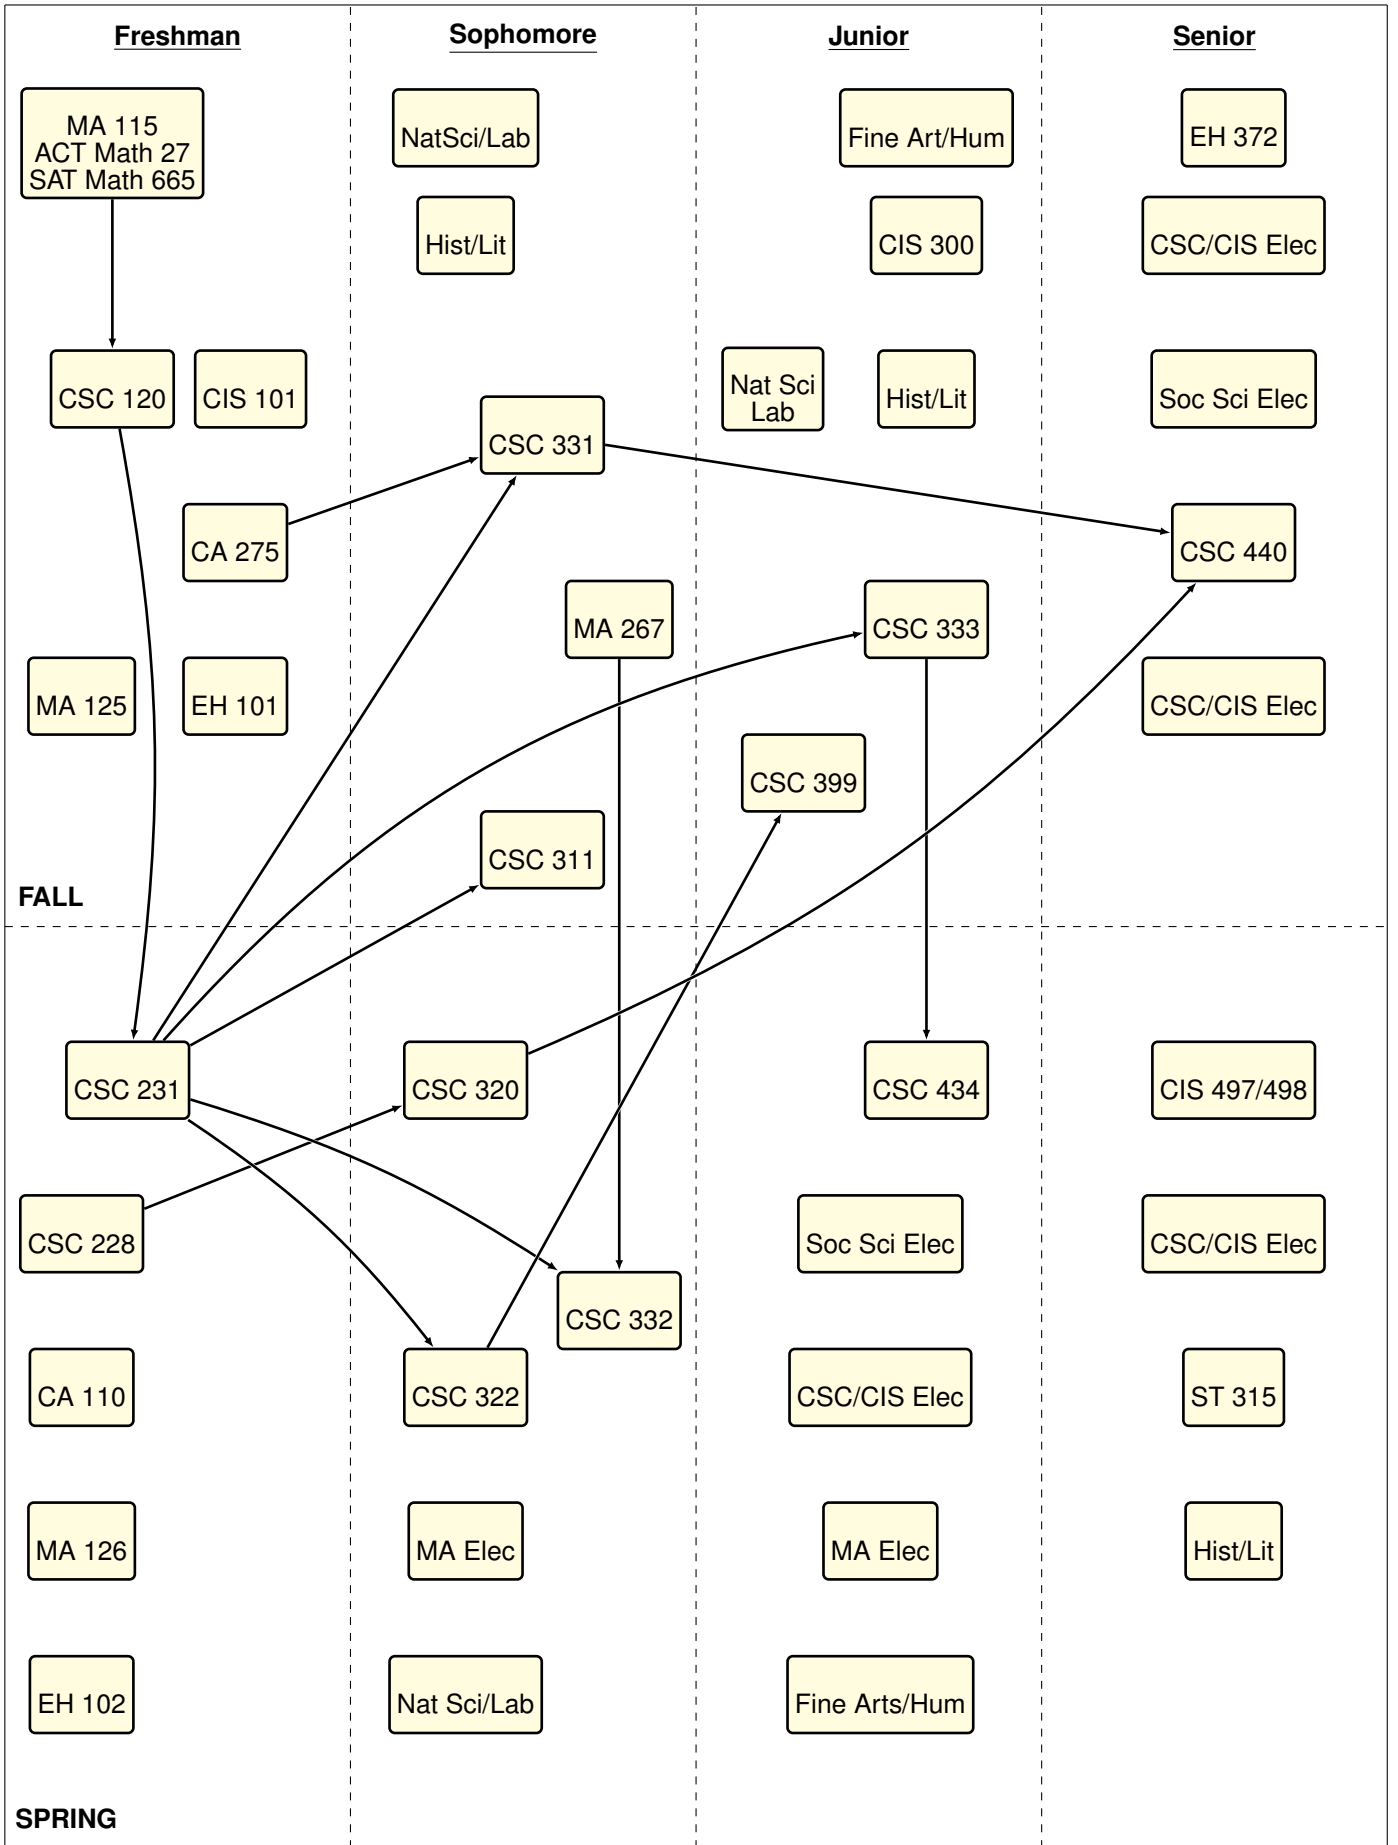 Freshman
Sophomore
Junior
Senior
MA 115
ACT Math 27
SAT Math 665
NatSci/Lab
Fine Art/Hum
EH 372
Hist/Lit
CIS 300
CSC/CIS Elec
CSC 120
CIS 101
Nat Sci
Lab
Hist/Lit
Soc Sci Elec
CSC 331
CA 275
CSC 440
MA 267
CSC 333
MA 125
EH 101
CSC/CIS Elec
CSC 399
CSC 311
FALL
CSC 231
CSC 320
CSC 434
CIS 497/498
CSC 228
Soc Sci Elec
CSC/CIS Elec
CSC 332
CA 110
CSC 322
CSC/CIS Elec
ST 315
MA 126
MA Elec
MA Elec
Hist/Lit
EH 102
Nat Sci/Lab
Fine Arts/Hum
SPRING